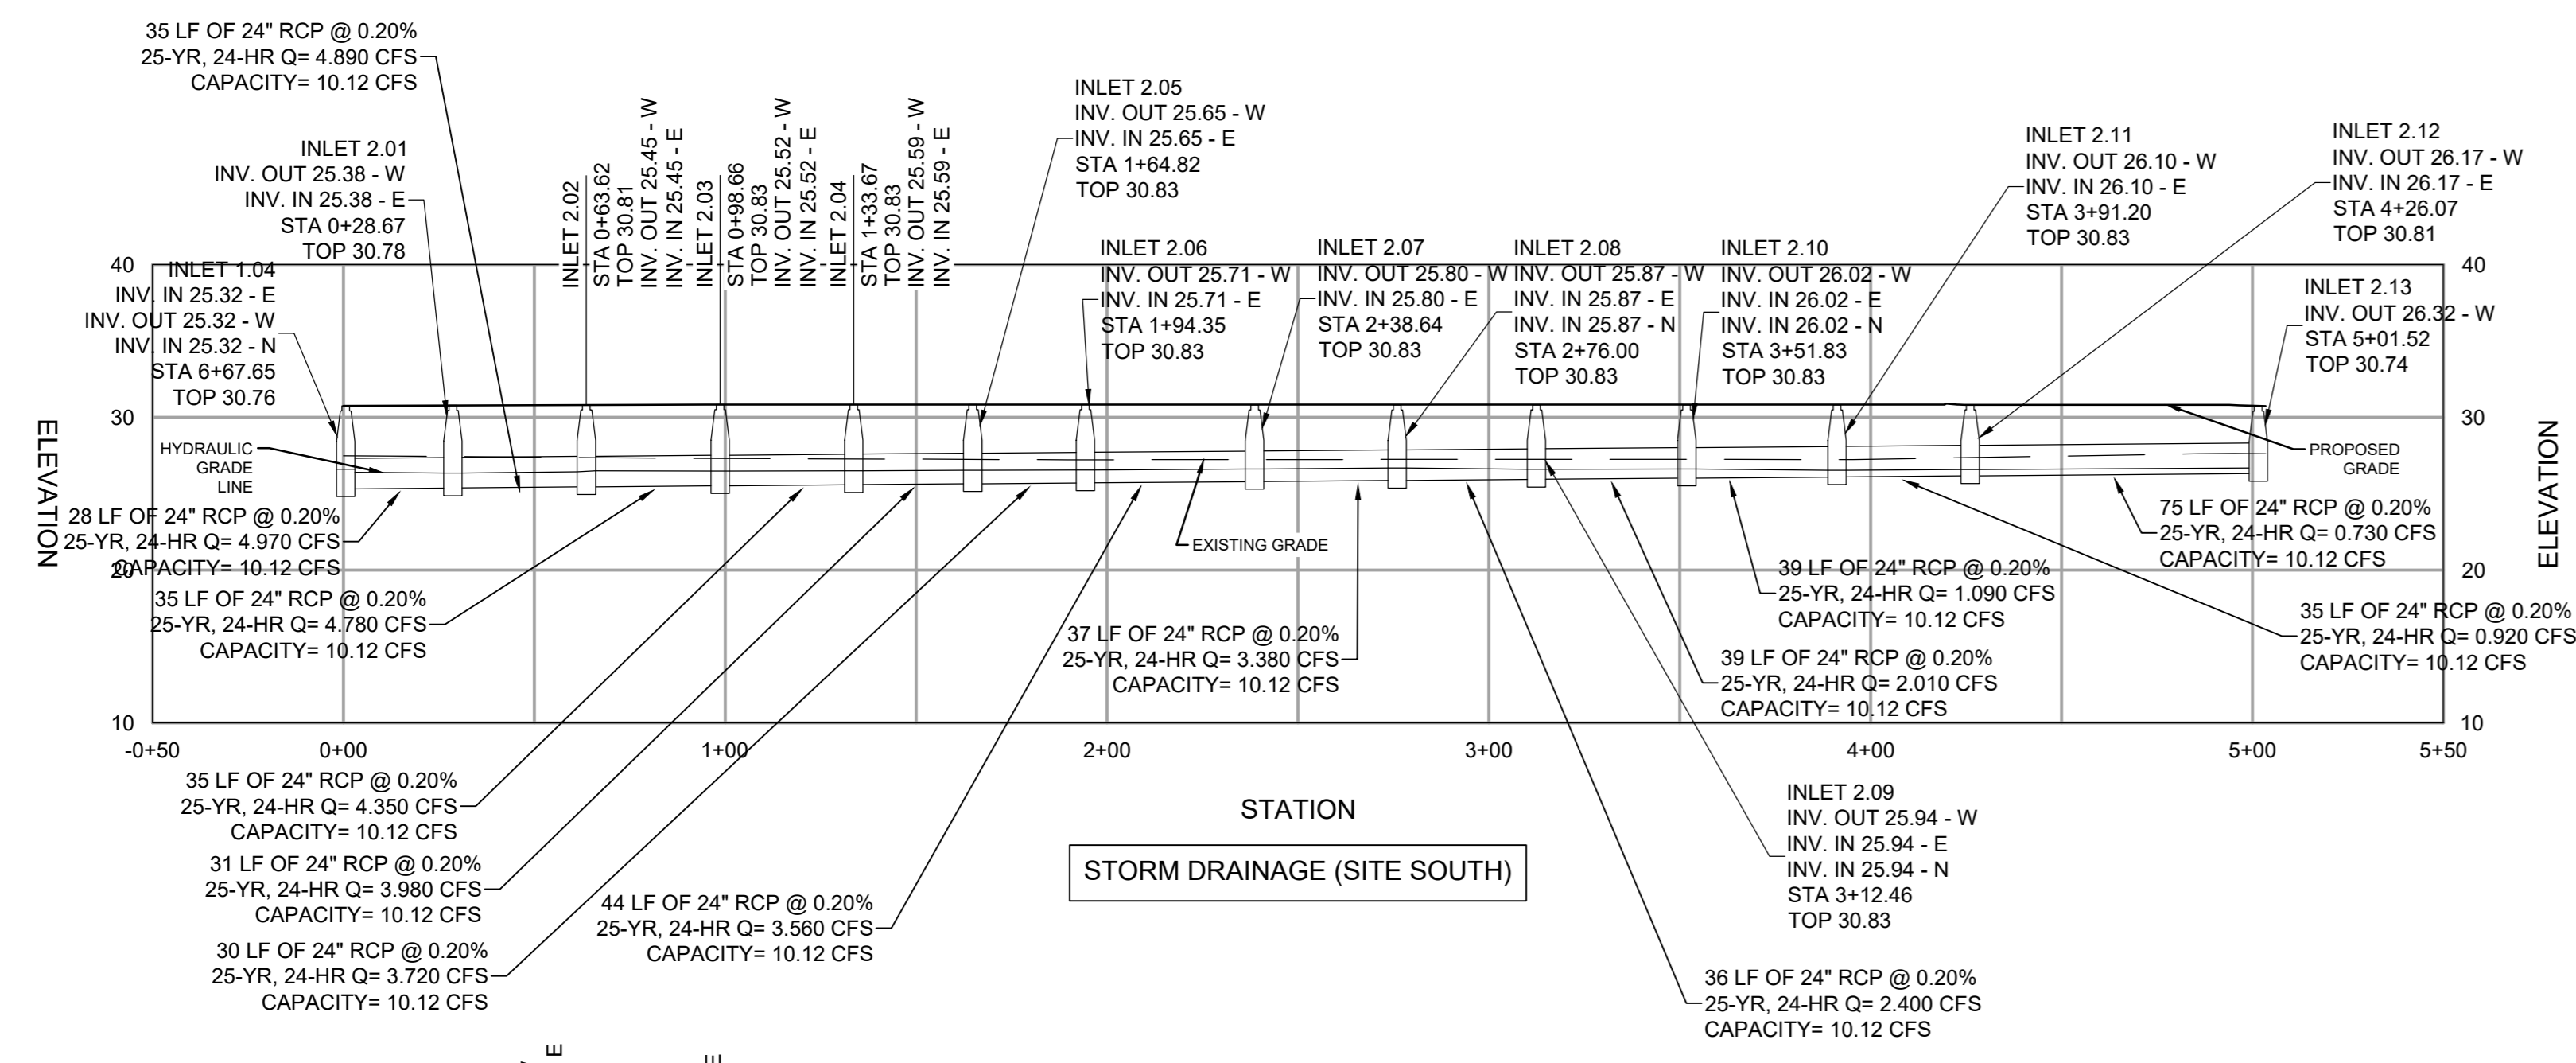 35 LF OF 24" RCP @ 0.20%
25-YR, 24-HR Q= 4.890 CFS
CAPACITY= 10.12 CFS
INLET 2.01
INV. OUT 25.38 - W
INV. IN 25.38 - E
STA 0+28.67
TOP 30.78
INLET 1.04
INV. IN 25.32 - E
INV. OUT 25.32 - W
INV. IN 25.32 - N
STA 6+67.65
TOP 30.76
INLET 2.02
STA 0+63.62
TOP 30.81
INV. OUT 25.45 - W
INV. IN 25.45 - E
INLET 2.03
STA 0+98.66
TOP 30.83
INV. OUT 25.52 - W
INV. IN 25.52 - E
INLET 2.04
STA 1+33.67
TOP 30.83
INV. OUT 25.59 - W
INV. IN 25.59 - E
INLET 2.05
INV. OUT 25.65 - W
INV. IN 25.65 - E
STA 1+64.82
TOP 30.83
INLET 2.06
INV. OUT 25.71 - W
INV. IN 25.71 - E
STA 1+94.35
TOP 30.83
INLET 2.07
INV. OUT 25.80 - W
INV. IN 25.80 - E
STA 2+38.64
TOP 30.83
INLET 2.08
INV. OUT 25.87 - W
INV. IN 25.87 - E
INV. IN 25.87 - N
STA 2+76.00
TOP 30.83
INLET 2.10
INV. OUT 26.02 - W
INV. IN 26.02 - E
INV. IN 26.02 - N
STA 3+51.83
TOP 30.83
INLET 2.11
INV. OUT 26.10 - W
INV. IN 26.10 - E
STA 3+91.20
TOP 30.83
INLET 2.12
INV. OUT 26.17 - W
INV. IN 26.17 - E
STA 4+26.07
TOP 30.81
INLET 2.13
INV. OUT 26.32 - W
STA 5+01.52
TOP 30.74
40
30
20
10
40
30
20
10
ELEVATION
ELEVATION
HYDRAULIC
GRADE
LINE
PROPOSED
GRADE
EXISTING GRADE
28 LF OF 24" RCP @ 0.20%
25-YR, 24-HR Q= 4.970 CFS
CAPACITY= 10.12 CFS
35 LF OF 24" RCP @ 0.20%
25-YR, 24-HR Q= 4.780 CFS
CAPACITY= 10.12 CFS
37 LF OF 24" RCP @ 0.20%
25-YR, 24-HR Q= 3.380 CFS
CAPACITY= 10.12 CFS
75 LF OF 24" RCP @ 0.20%
25-YR, 24-HR Q= 0.730 CFS
CAPACITY= 10.12 CFS
39 LF OF 24" RCP @ 0.20%
25-YR, 24-HR Q= 1.090 CFS
CAPACITY= 10.12 CFS
35 LF OF 24" RCP @ 0.20%
25-YR, 24-HR Q= 0.920 CFS
CAPACITY= 10.12 CFS
39 LF OF 24" RCP @ 0.20%
25-YR, 24-HR Q= 2.010 CFS
CAPACITY= 10.12 CFS
-0+50
0+00
1+00
2+00
3+00
4+00
5+00
5+50
35 LF OF 24" RCP @ 0.20%
25-YR, 24-HR Q= 4.350 CFS
CAPACITY= 10.12 CFS
31 LF OF 24" RCP @ 0.20%
25-YR, 24-HR Q= 3.980 CFS
CAPACITY= 10.12 CFS
30 LF OF 24" RCP @ 0.20%
25-YR, 24-HR Q= 3.720 CFS
CAPACITY= 10.12 CFS
44 LF OF 24" RCP @ 0.20%
25-YR, 24-HR Q= 3.560 CFS
CAPACITY= 10.12 CFS
STATION
STORM DRAINAGE (SITE SOUTH)
INLET 2.09
INV. OUT 25.94 - W
INV. IN 25.94 - E
INV. IN 25.94 - N
STA 3+12.46
TOP 30.83
36 LF OF 24" RCP @ 0.20%
25-YR, 24-HR Q= 2.400 CFS
CAPACITY= 10.12 CFS
E